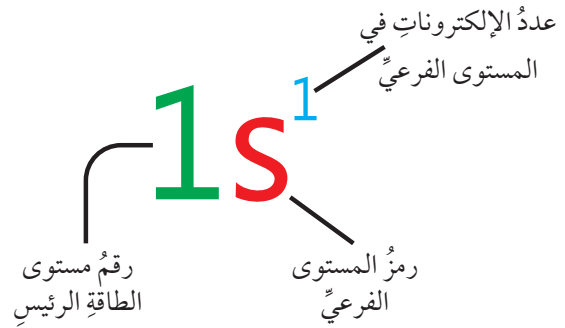 عددُ الإلكتروناتِ في
المستوى الفرعيِّ
1s¹
رمزُ المستوى
الفرعيِّ
رقمُ مستوى
الطاقةِ الرئيسِ